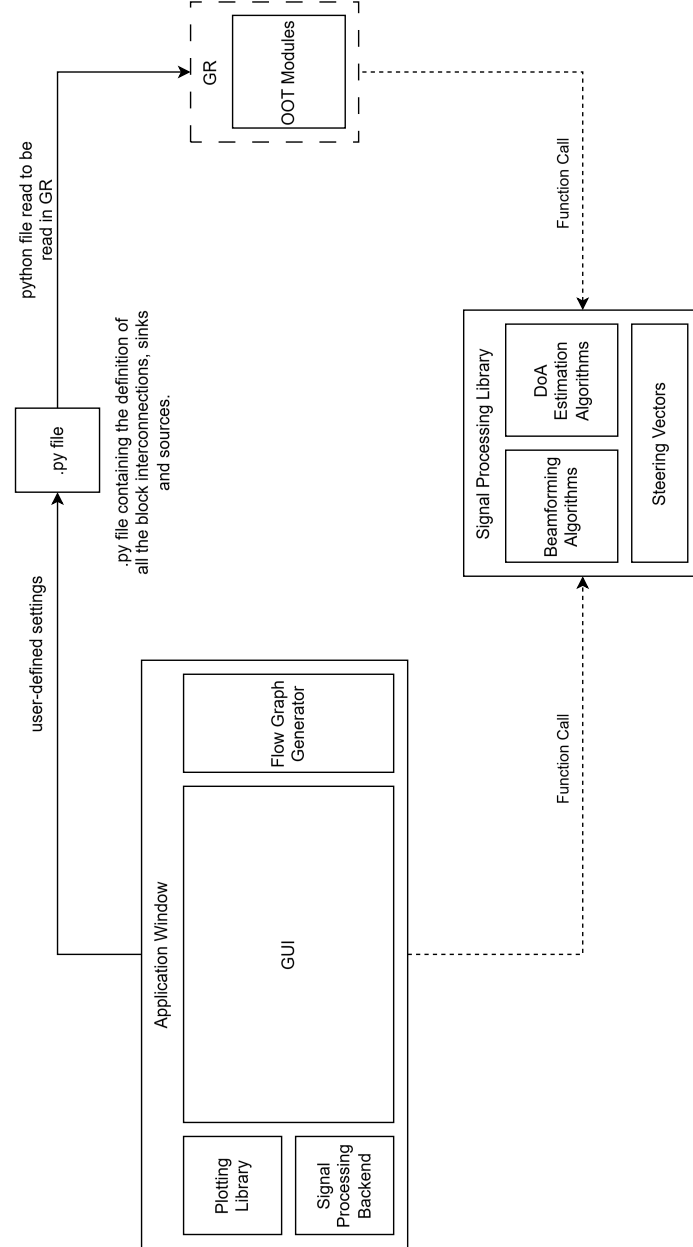 Application Window
Plotting
Library
Signal
Processing
Backend
GUI
Flow Graph
Generator
user-defined settings
.py file
.py file containing the definition of
all the block interconnections, sinks
and sources.
python file read to be
read in GR
GR
OOT Modules
Function Call
Function Call
Signal Processing Library
Beamforming
Algorithms
DoA
Estimation
Algorithms
Steering Vectors